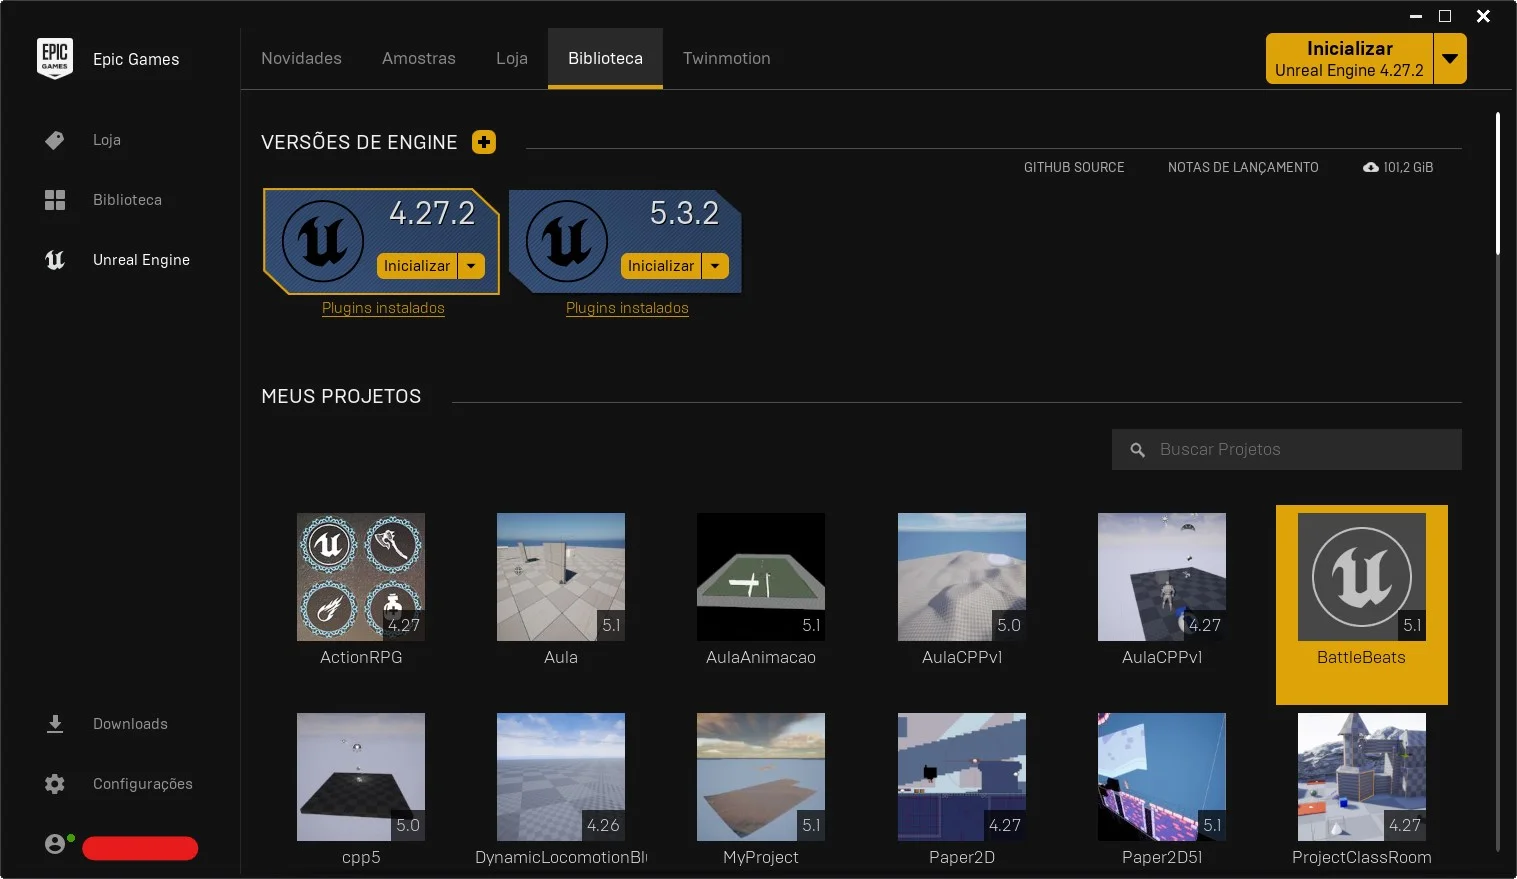 EPIC
GAMES
Epic Games
Loja
Biblioteca
Unreal Engine
Downloads
Configurações
Novidades
Amostras
Loja
Biblioteca
Twinmotion
Inicializar
Unreal Engine 4.27.2
VERSÕES DE ENGINE
GITHUB SOURCE
NOTAS DE LANÇAMENTO
101,2 GiB
4.27.2
Inicializar
Plugins instalados
5.3.2
Inicializar
Plugins instalados
MEUS PROJETOS
Buscar Projetos
4.27
ActionRPG
5.1
Aula
5.1
AulaAnimacao
5.0
AulaCPPv1
4.27
AulaCPPv1
5.1
BattleBeats
5.0
cpp5
4.26
DynamicLocomotionBl
5.1
MyProject
4.27
Paper2D
5.1
Paper2D51
4.27
ProjectClassRoom